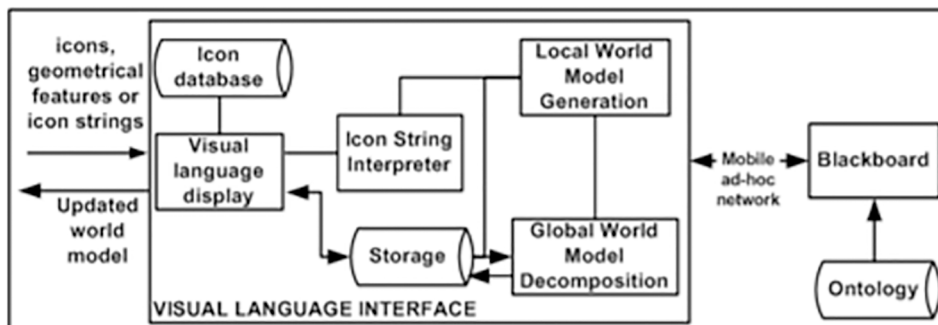 icons,
geometrical
features or
icon strings
Updated
world
model
Icon
database
Visual
language
display
Icon String
Interpreter
Storage
Local World
Model
Generation
Global World
Model
Decomposition
VISUAL LANGUAGE INTERFACE
Mobile
ad-hoc
network
Blackboard
Ontology